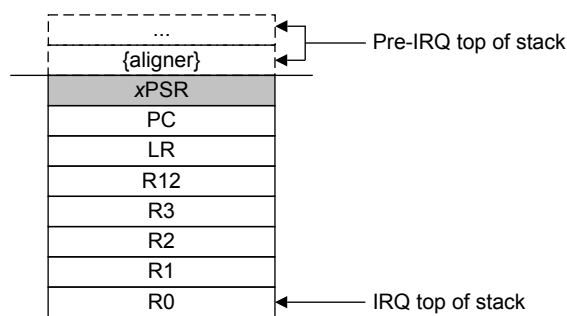 ...
Pre-IRQ top of stack
{aligner}
xPSR
PC
LR
R12
R3
R2
R1
R0
IRQ top of stack